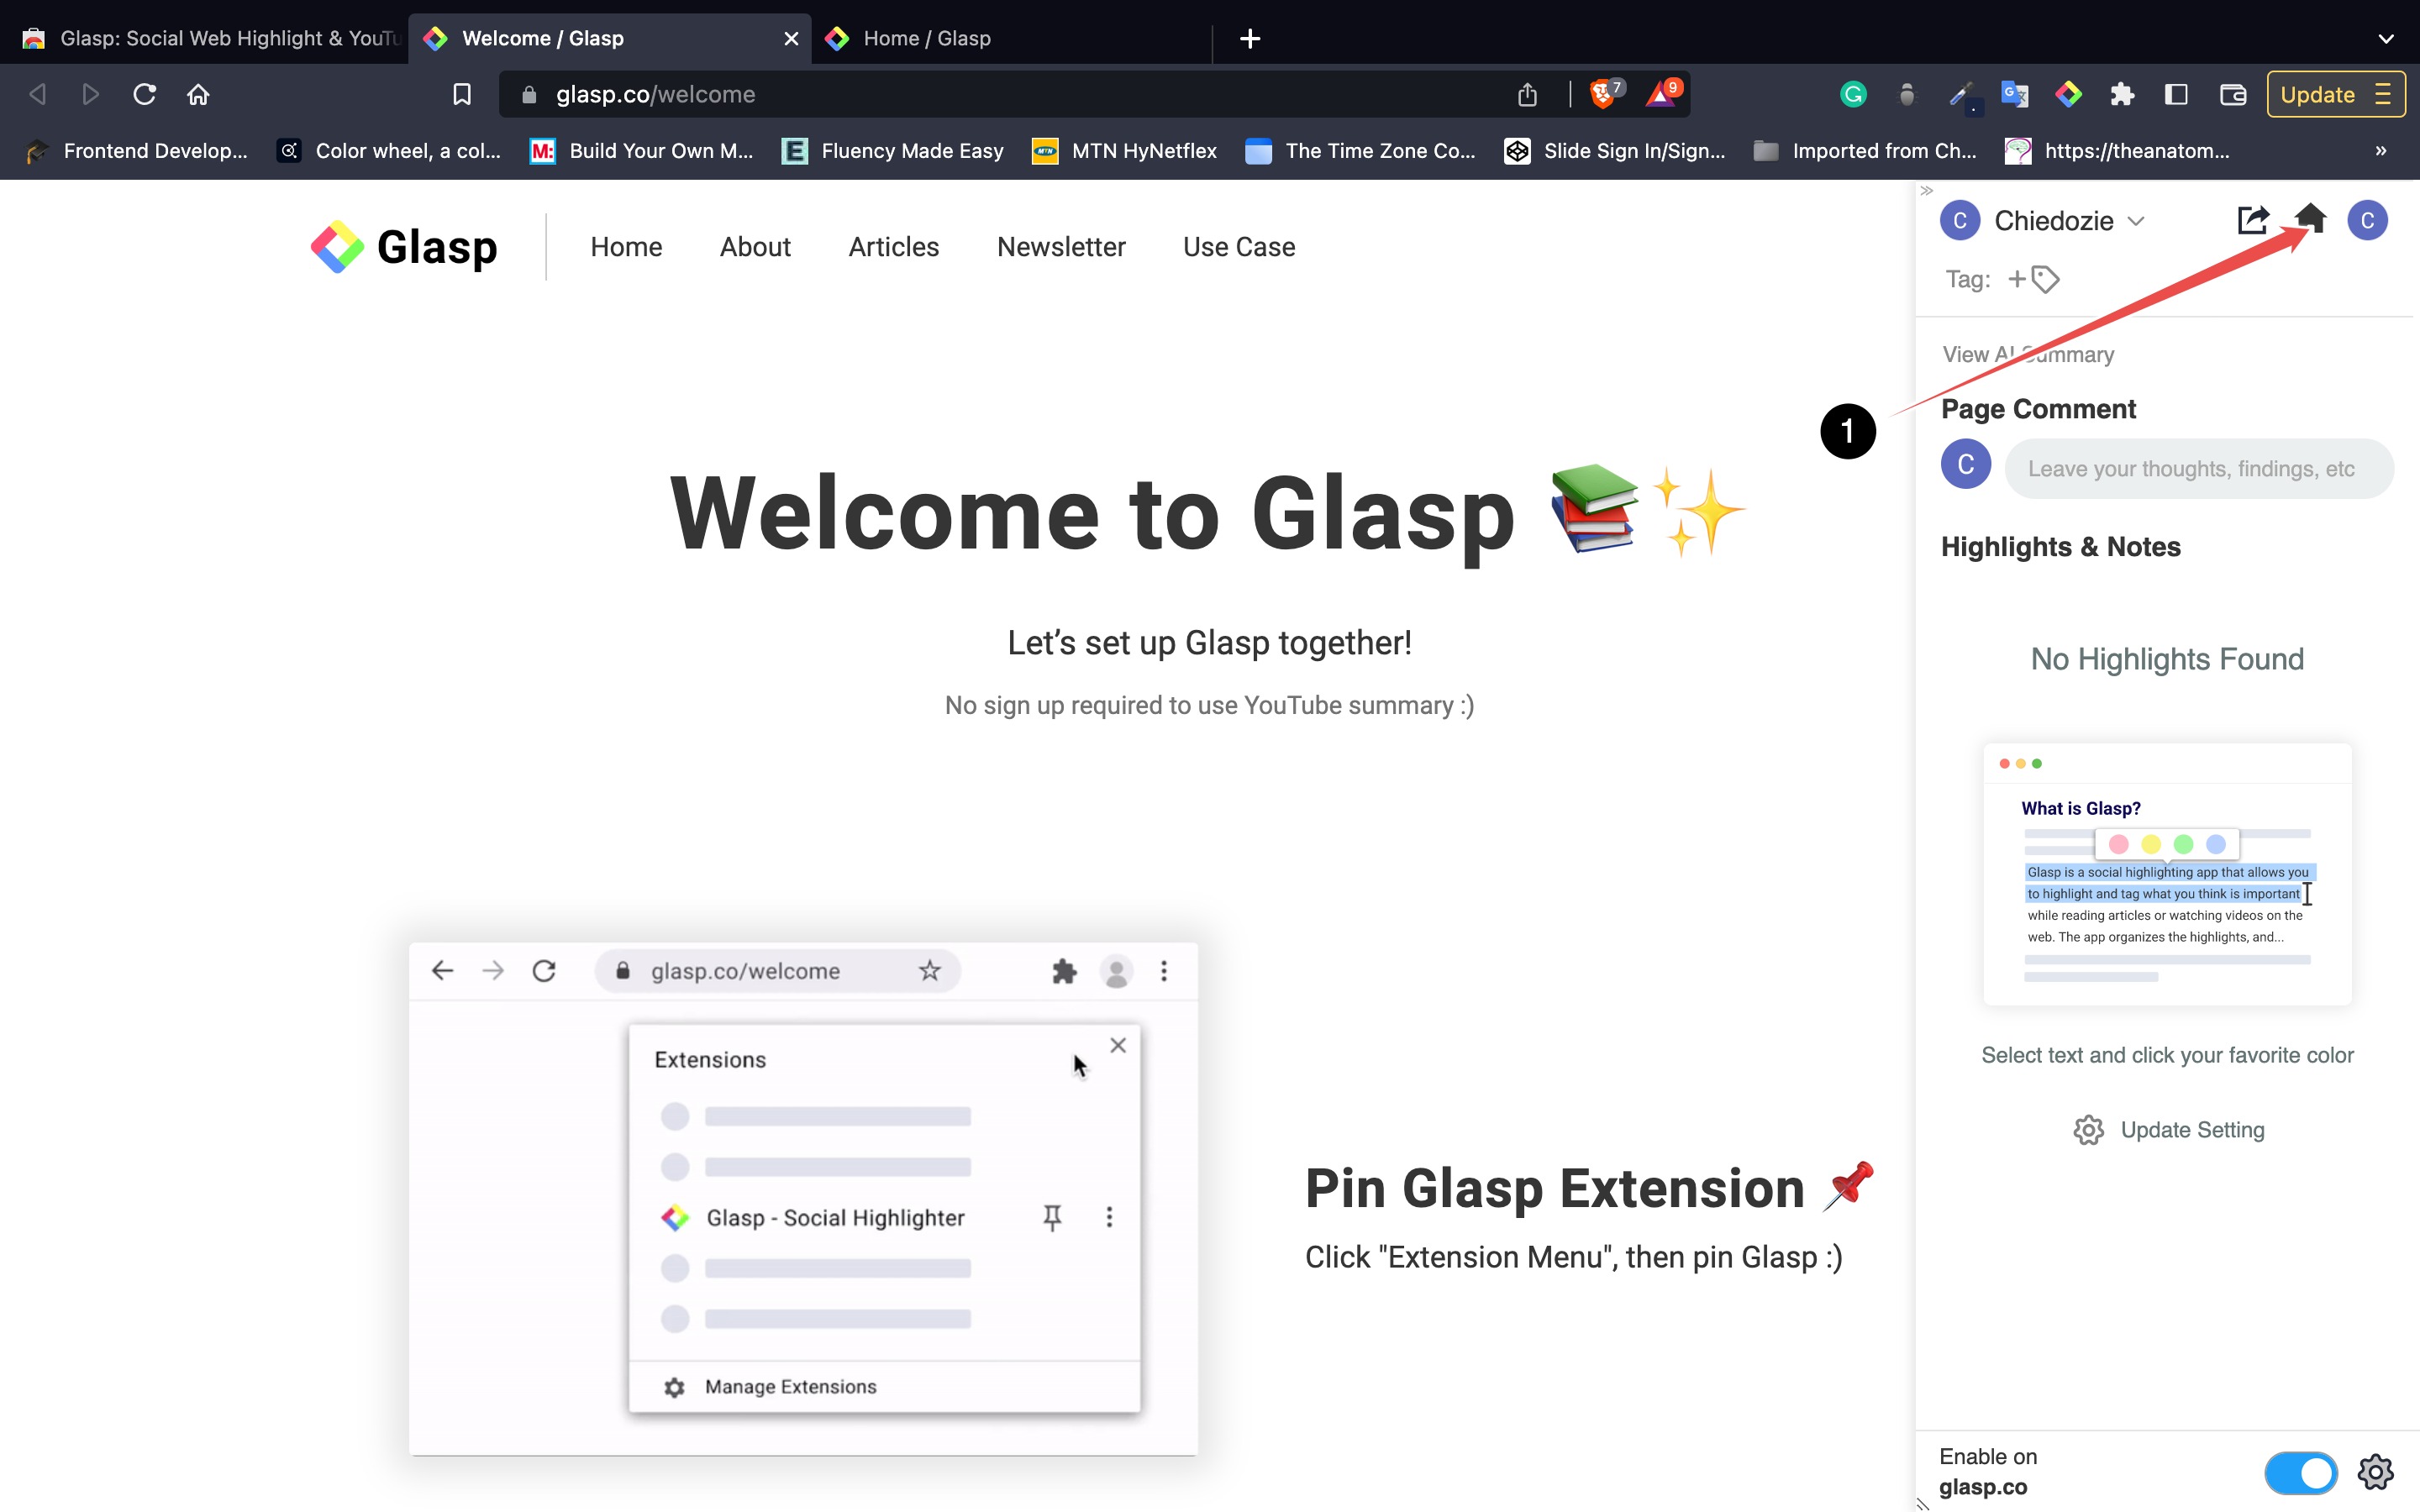 Glasp: Social Web Highlight & YouTu
Welcome / Glasp
Home / Glasp
glasp.co/welcome
7
9
Update
Frontend Develop...
Color wheel, a col...
M:
Build Your Own M...
E
Fluency Made Easy
MTN
MTN HyNetflex
The Time Zone Co...
Slide Sign In/Sign...
Imported from Ch...
https://theanatom...
Glasp
Home
About
Articles
Newsletter
Use Case
C
Chiedozie
C
Tag:
View AI Summary
1
Page Comment
C
Leave your thoughts, findings, etc
Welcome to Glasp
Highlights & Notes
Let's set up Glasp together!
No Highlights Found
No sign up required to use YouTube summary :)
What is Glasp?
Glasp is a social highlighting app that allows you
to highlight and tag what you think is important
while reading articles or watching videos on the
web. The app organizes the highlights, and...
glasp.co/welcome
Extensions
Select text and click your favorite color
Update Setting
Glasp - Social Highlighter
Pin Glasp Extension
Click "Extension Menu", then pin Glasp :)
Manage Extensions
Enable on
glasp.co